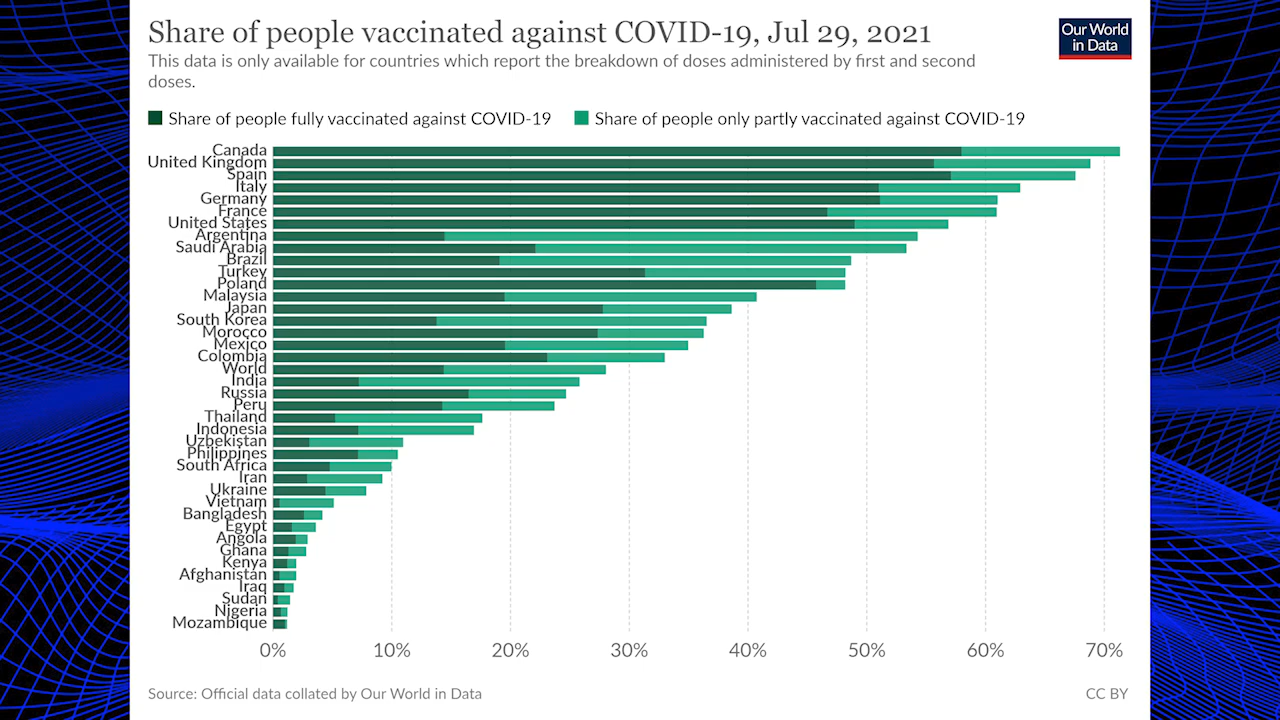 Share of people vaccinated against COVID-19, Jul 29, 2021
Our World
in Data
This data is only available for countries which report the breakdown of doses administered by first and second
doses.
Share of people fully vaccinated against COVID-19
Share of people only partly vaccinated against COVID-19
Canada
United Kingdom
Spain
Italy
Germany
France
United States
Argentina
Saudi Arabia
Brazil
Turkey
Poland
Malaysia
Japan
South Korea
Morocco
Mexico
Colombia
World
India
Russia
Peru
Thailand
Indonesia
Uzbekistan
Philippines
South Africa
Iran
Ukraine
Vietnam
Bangladesh
Egypt
Angola
Ghana
Kenya
Afghanistan
Iraq
Sudan
Nigeria
Mozambique
0% 10% 20% 30% 40% 50% 60% 70%
Source: Official data collated by Our World in Data
CC BY